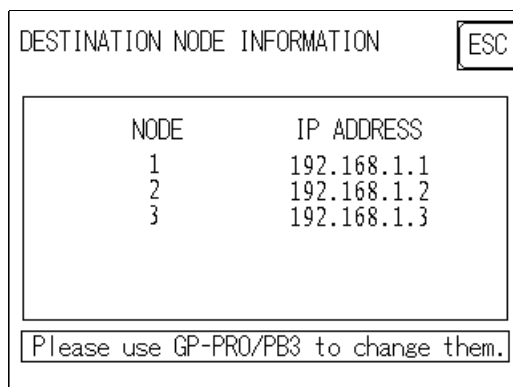 DESTINATION NODE INFORMATION ESC
NODE IP ADDRESS
1 192.168.1.1
2 192.168.1.2
3 192.168.1.3
Please use GP-PRO/PB3 to change them.